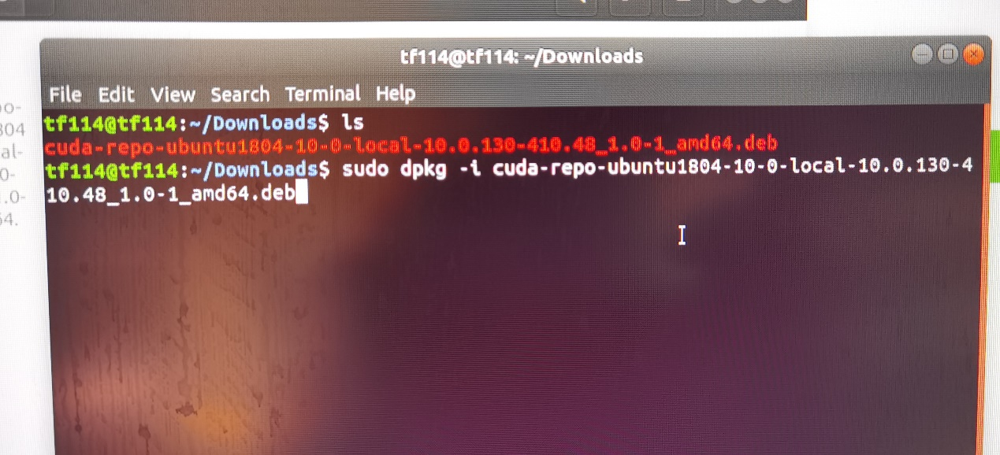 tf114@tf114: ~/Downloads
File Edit View Search Terminal Help
tf114@tf114:~/Downloads$ ls
cuda-repo-ubuntu1804-10-0-local-10.0.130-410.48_1.0-1_amd64.deb
tf114@tf114:~/Downloads$ sudo dpkg -i cuda-repo-ubuntu1804-10-0-local-10.0.130-4
10.48_1.0-1_amd64.deb
804
al-
0-
.0-
64.